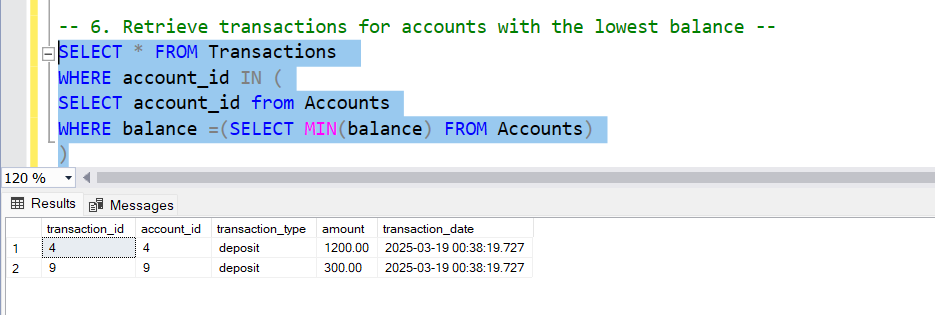 -- 6. Retrieve transactions for accounts with the lowest balance --
SELECT * FROM Transactions
WHERE account_id IN (
SELECT account_id from Accounts
WHERE balance =(SELECT MIN(balance) FROM Accounts)
)
120 %
Results Messages
transaction_id account_id transaction_type amount transaction_date
1 4 4 deposit 1200.00 2025-03-19 00:38:19.727
2 9 9 deposit 300.00 2025-03-19 00:38:19.727